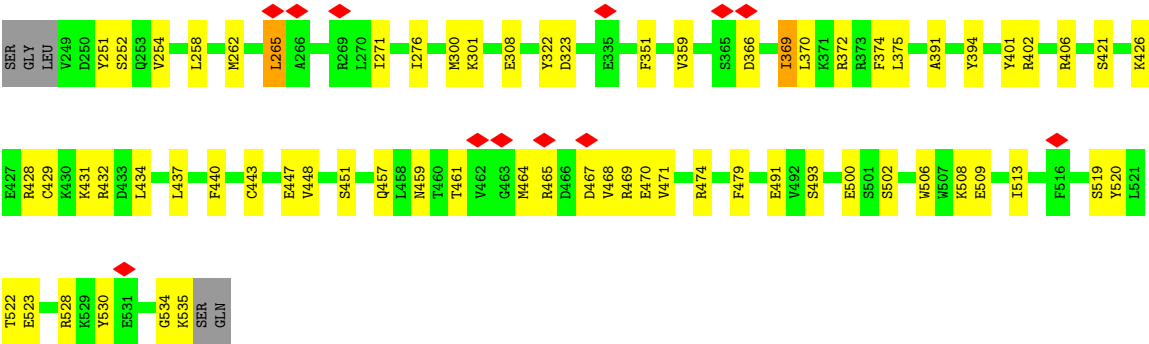 SER GLY LEU V249 D250 Y251 S252 Q253 V254 L258 M262 L265 A266 R269 L270 I271 I276 M300 K301 E308 Y322 D323 E335 F351 V359 S365 D366 I369 L370 K371 R372 R373 F374 L375 A391 Y394 Y401 R402 R406 S421 K426
E427 R428 C429 K430 K431 R432 D433 L434 L437 F440 C443 E447 V448 S451 Q457 L458 N459 T460 T461 V462 G463 M464 R465 D466 D467 V468 R469 E470 V471 R474 F479 E491 V492 S493 E500 S501 S502 W506 W507 K508 E509 I513 F516 S519 Y520 L521
T522 E523 R528 K529 Y530 E531 G534 K535 SER GLN